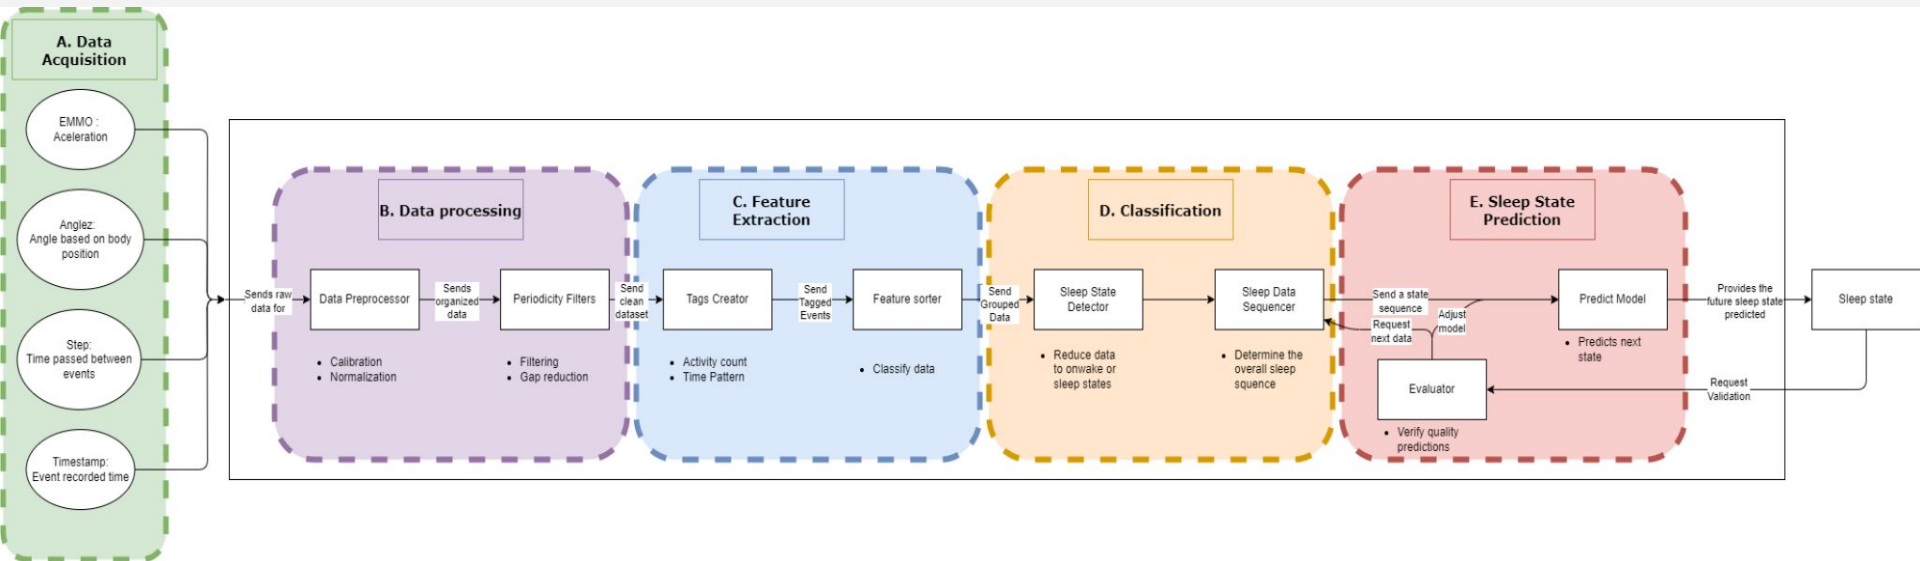 A. Data
Acquisition
EMMO :
Aceleration
Anglez:
Angle based on body
position
Step:
Time passed between
events
Timestamp:
Event recorded time
Sends raw
data for
B. Data processing
Data Preprocessor
• Calibration
• Normalization
Sends
organized
data
Periodicity Filters
• Filtering
• Gap reduction
Send
clean
dataset
C. Feature
Extraction
Tags Creator
• Activity count
• Time Pattern
Send
Tagged
Events
Feature sorter
• Classify data
Send
Grouped
Data
D. Classification
Sleep State
Detector
• Reduce data
to onwake or
sleep states
Sleep Data
Sequencer
• Determine the
overall sleep
squence
E. Sleep State
Prediction
Send a state
sequence
Request
next data
Adjust
model
Predict Model
• Predicts next
state
Evaluator
• Verify quality
predictions
Provides the
future sleep state
predicted
Sleep state
Request
Validation